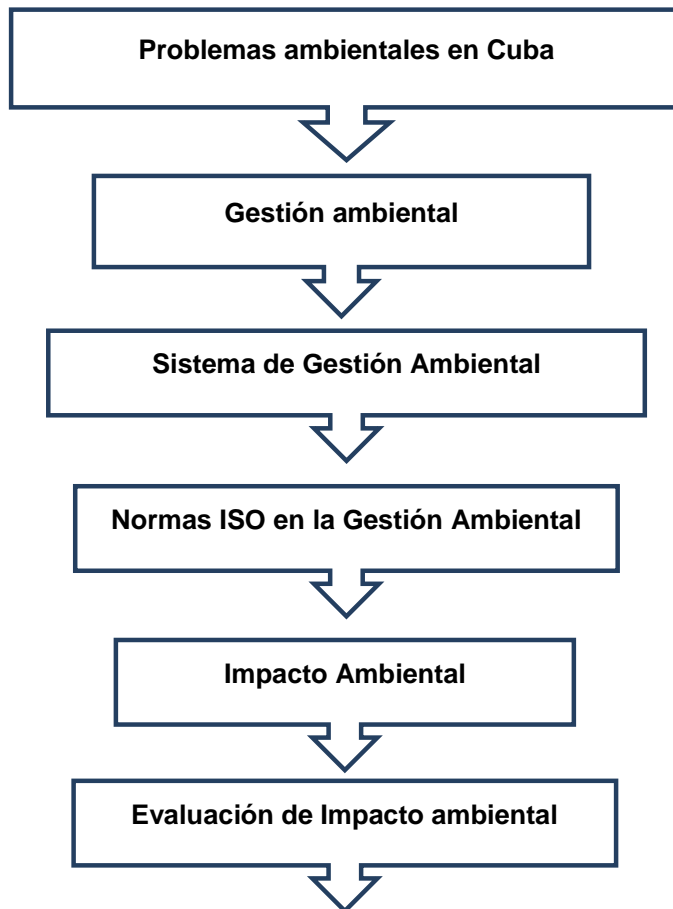 Problemas ambientales en Cuba
Gestión ambiental
Sistema de Gestión Ambiental
Normas ISO en la Gestión Ambiental
Impacto Ambiental
Evaluación de Impacto ambiental